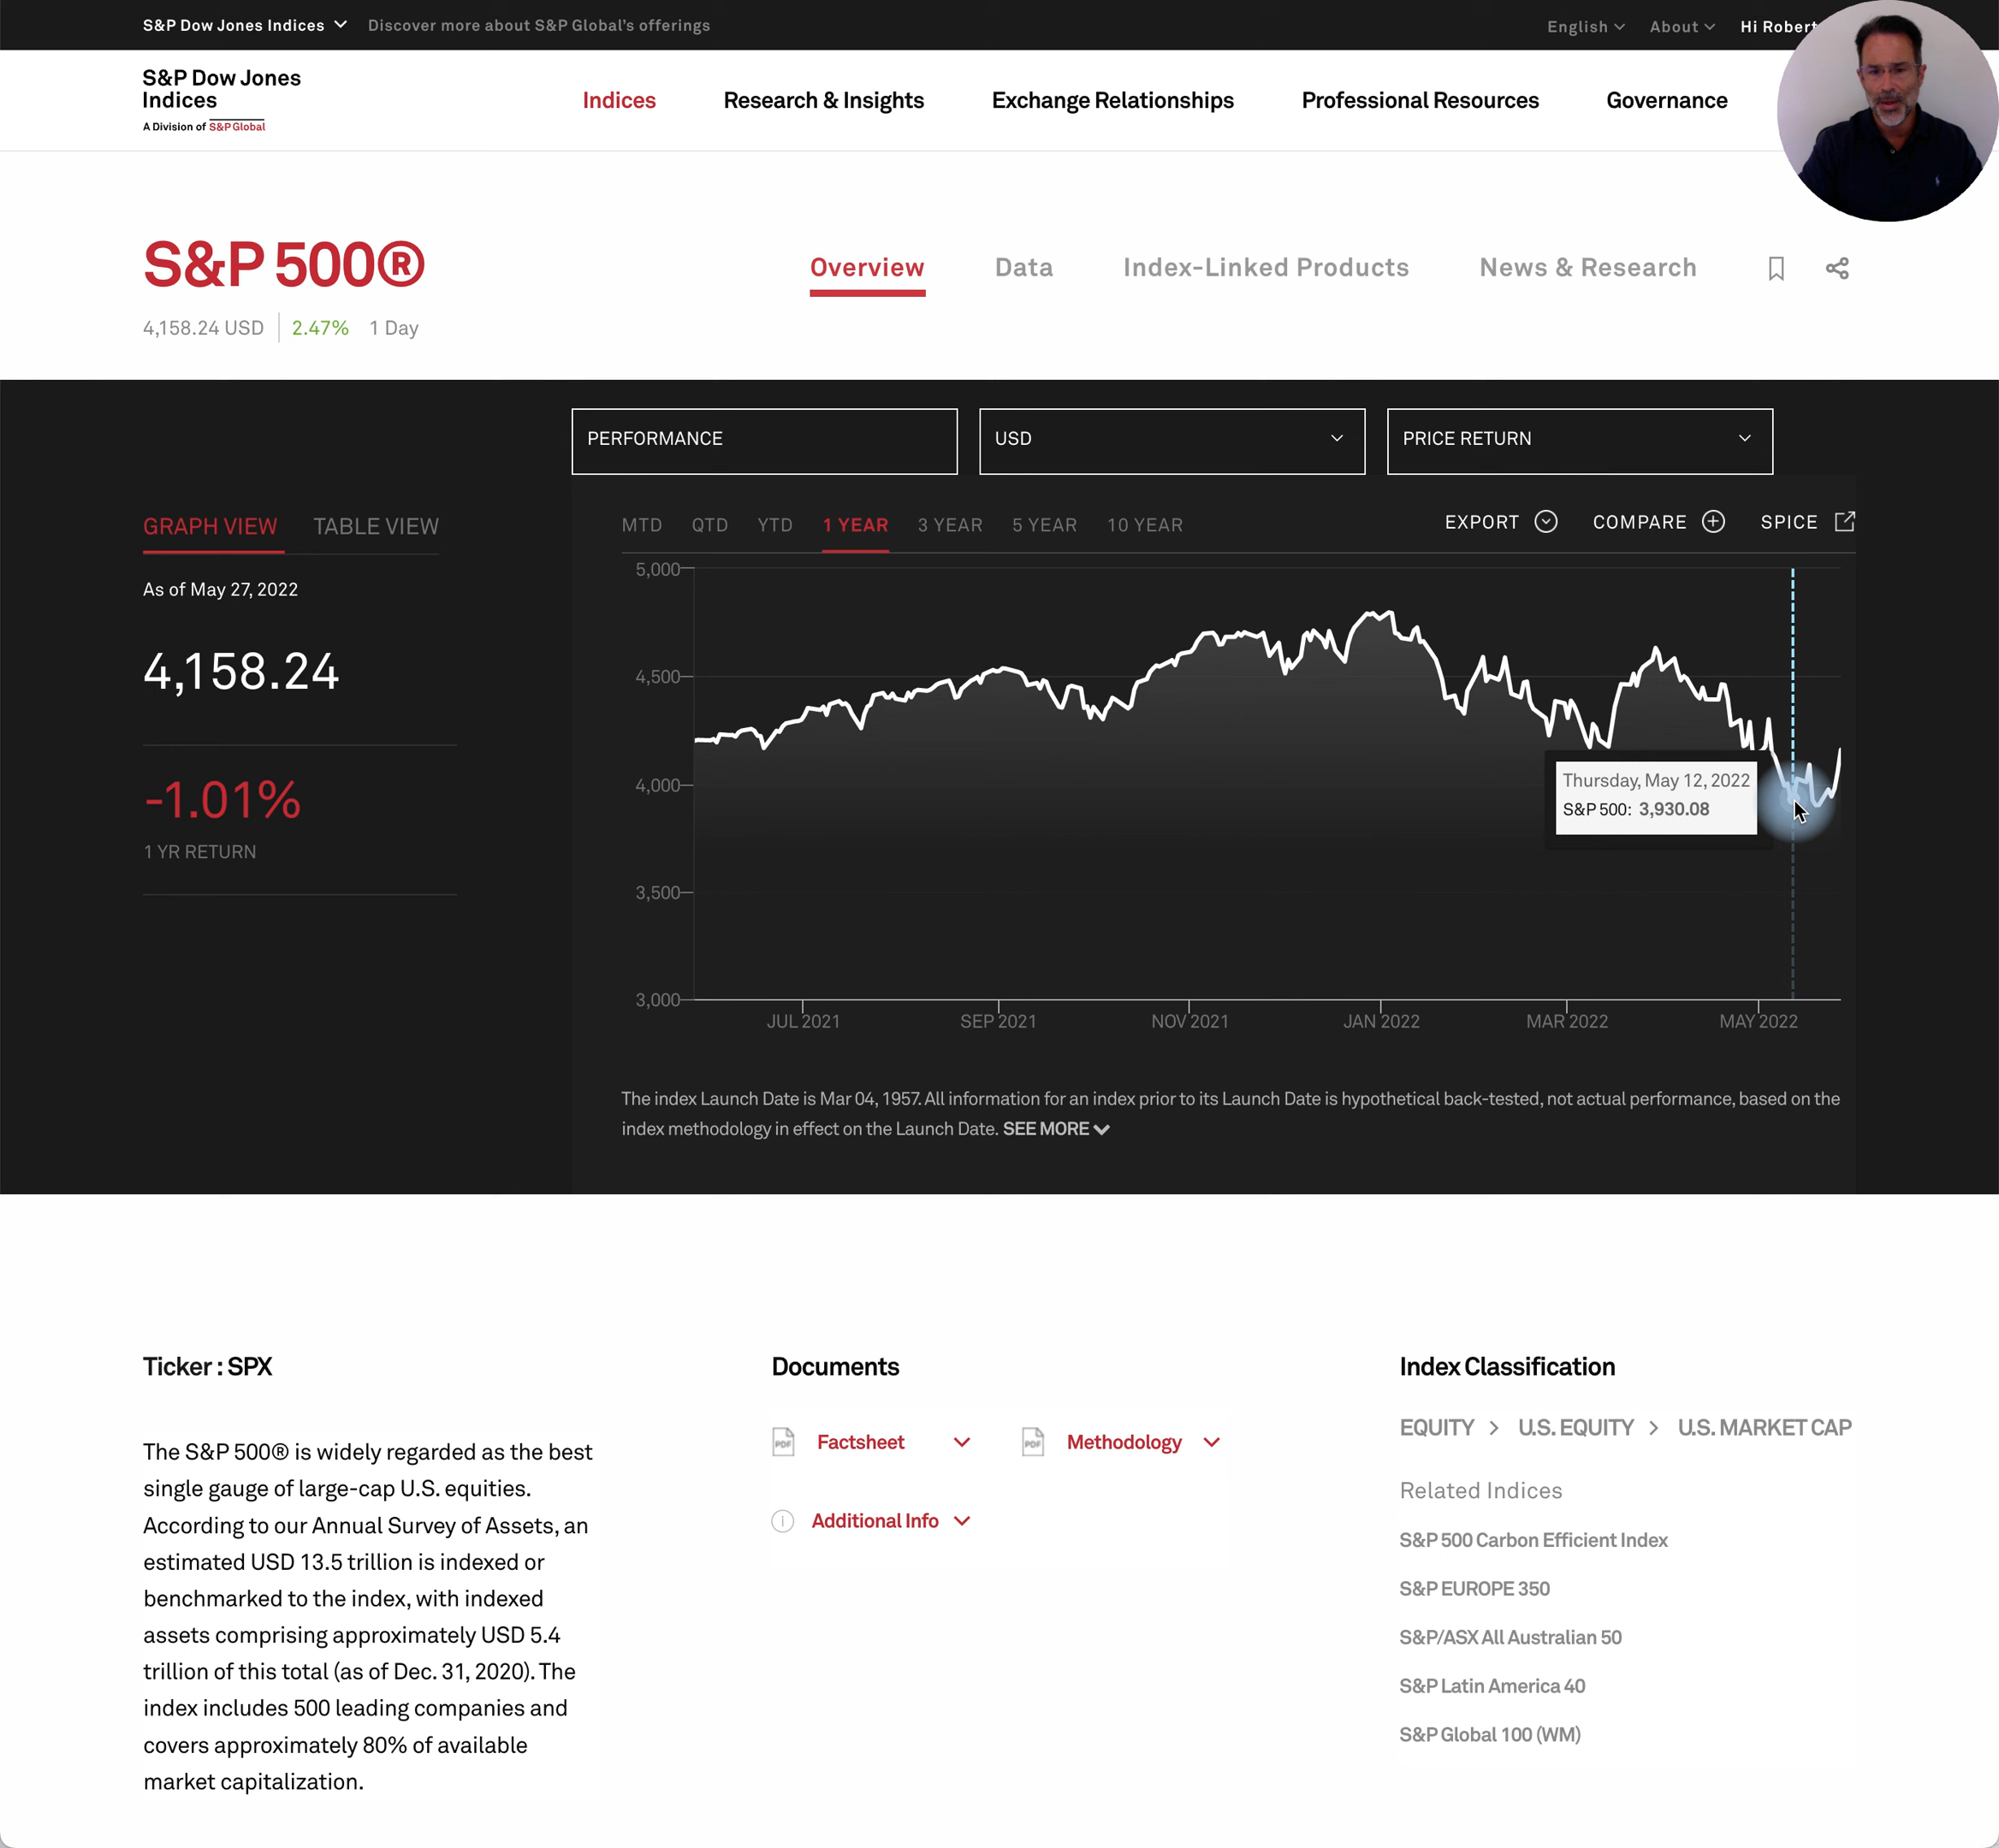 S&P Dow Jones Indices Discover more about S&P Global's offerings English About Hi Robert
S&P Dow Jones
Indices
A Division of S&P Global
Indices Research & Insights Exchange Relationships Professional Resources Governance
S&P 500®
4,158.24 USD 2.47% 1 Day
Overview Data Index-Linked Products News & Research
PERFORMANCE USD PRICE RETURN
GRAPH VIEW TABLE VIEW
As of May 27, 2022
4,158.24
-1.01%
1 YR RETURN
MTD QTD YTD 1 YEAR 3 YEAR 5 YEAR 10 YEAR
EXPORT COMPARE SPICE
5,000
4,500
4,000
3,500
3,000
Thursday, May 12, 2022
S&P 500: 3,930.08
JUL 2021 SEP 2021 NOV 2021 JAN 2022 MAR 2022 MAY 2022
The index Launch Date is Mar 04, 1957. All information for an index prior to its Launch Date is hypothetical back-tested, not actual performance, based on the
index methodology in effect on the Launch Date. SEE MORE
Ticker : SPX
The S&P 500® is widely regarded as the best
single gauge of large-cap U.S. equities.
According to our Annual Survey of Assets, an
estimated USD 13.5 trillion is indexed or
benchmarked to the index, with indexed
assets comprising approximately USD 5.4
trillion of this total (as of Dec. 31, 2020). The
index includes 500 leading companies and
covers approximately 80% of available
market capitalization.
Documents
PDF Factsheet PDF Methodology
Additional Info
Index Classification
EQUITY > U.S. EQUITY > U.S. MARKET CAP
Related Indices
S&P 500 Carbon Efficient Index
S&P EUROPE 350
S&P/ASX All Australian 50
S&P Latin America 40
S&P Global 100 (WM)